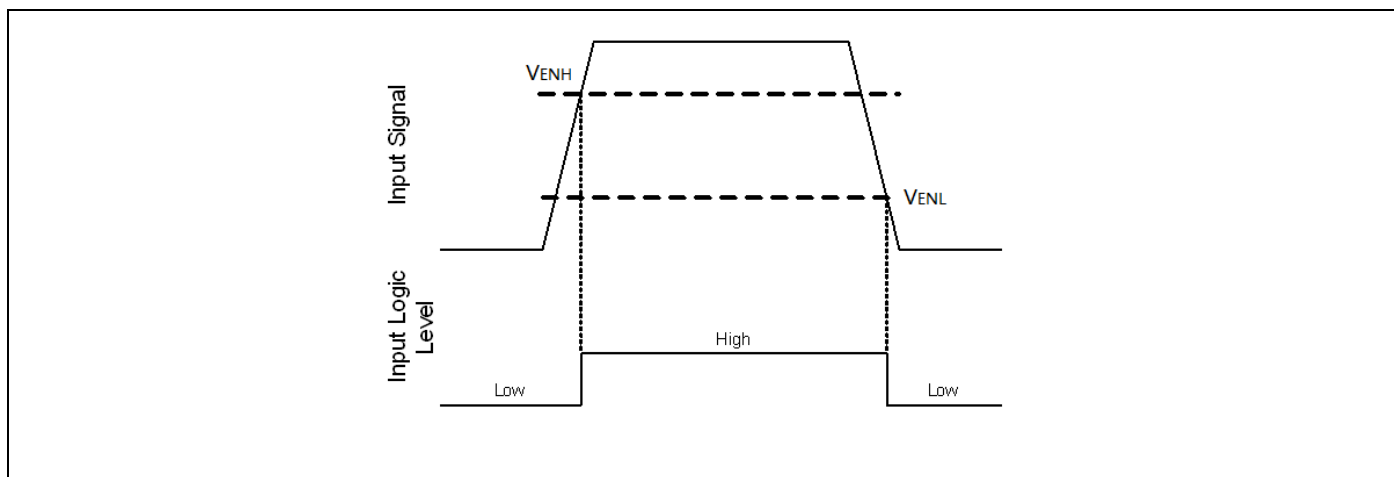 Input Signal
VENH
VENL
Input Logic
Level
High
Low
Low